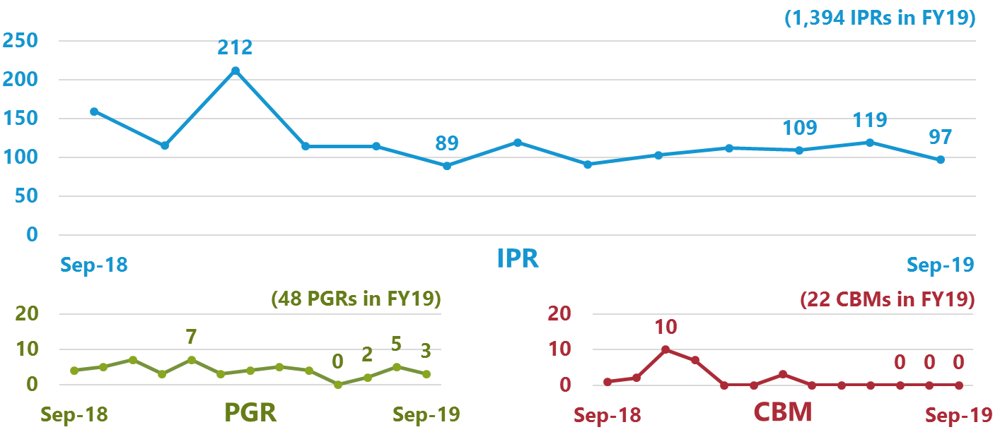 (1,394 IPRs in FY19)
250
212
200
150
109
119
97
89
100
50
0
Sep-18
IPR
Sep-19
(48 PGRs in FY19)
20
7
10
0
2
5
3
0
Sep-18
PGR
Sep-19
(22 CBMs in FY19)
20
10
10
0
0
0
0
Sep-18
CBM
Sep-19